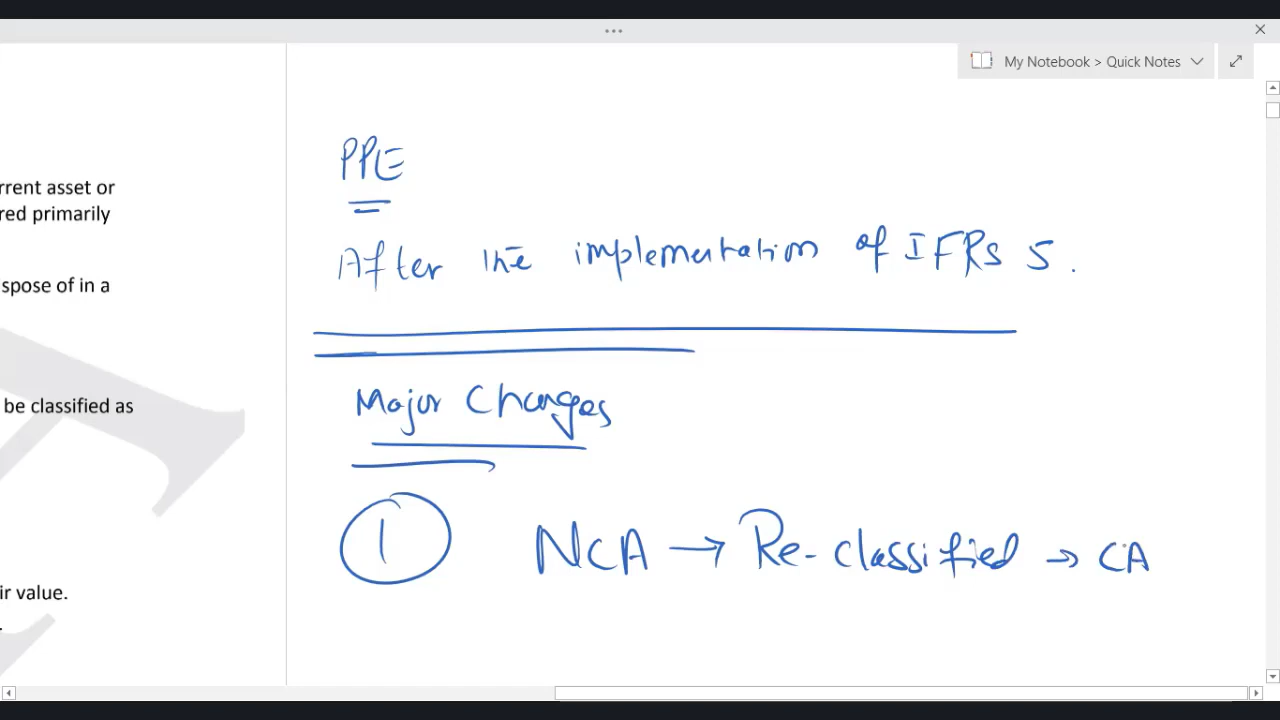 My Notebook > Quick Notes
rrent asset or
red primarily
spose of in a
be classified as
ir value.
PPE
After the implementation of IFRS 5.
Major Changes
1 NCA → Re-classified → CA